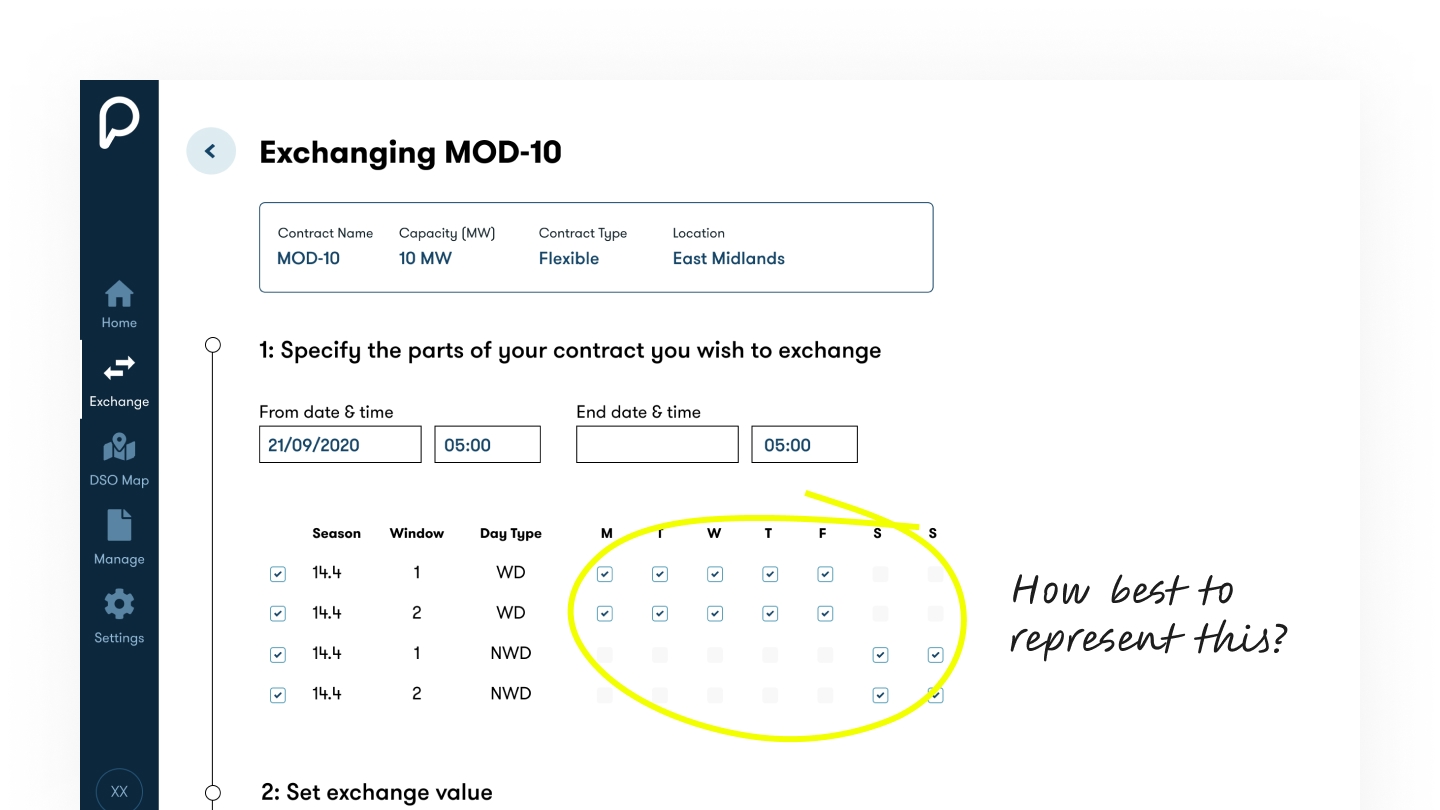 Exchanging MOD-10
Contract Name Capacity (MW) Contract Type Location
MOD-10 10 MW Flexible East Midlands
Home
Exchange
DSO Map
Manage
Settings
XX
1: Specify the parts of your contract you wish to exchange
From date & time End date & time
21/09/2020 05:00 05:00
Season Window Day Type M T W T F S S
14.4 1 WD
14.4 2 WD
14.4 1 NWD
14.4 2 NWD
How best to
represent this?
2: Set exchange value